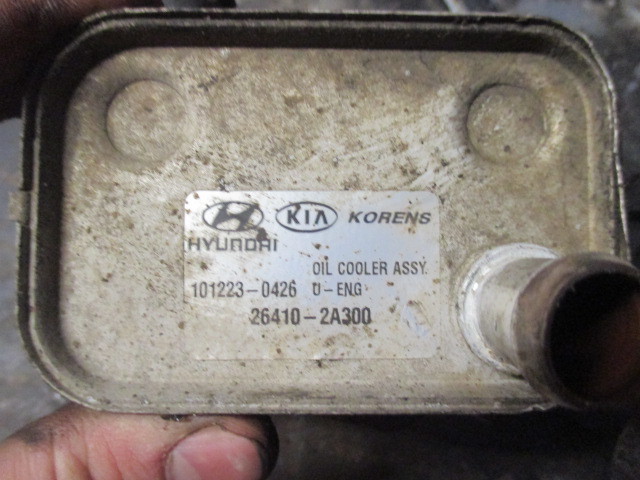 KIA KORENS
HYUNDAI
OIL COOLER ASSY.
101223-0426 U-ENG
26410-2A300